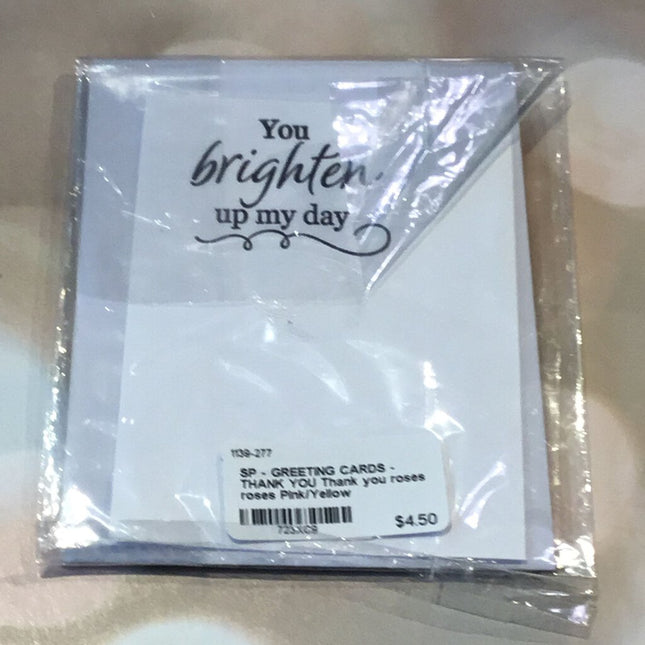 You
brighten
up my day
1139-277
SP - GREETING CARDS -
THANK YOU Thank you roses
roses Pink/Yellow
$4.50